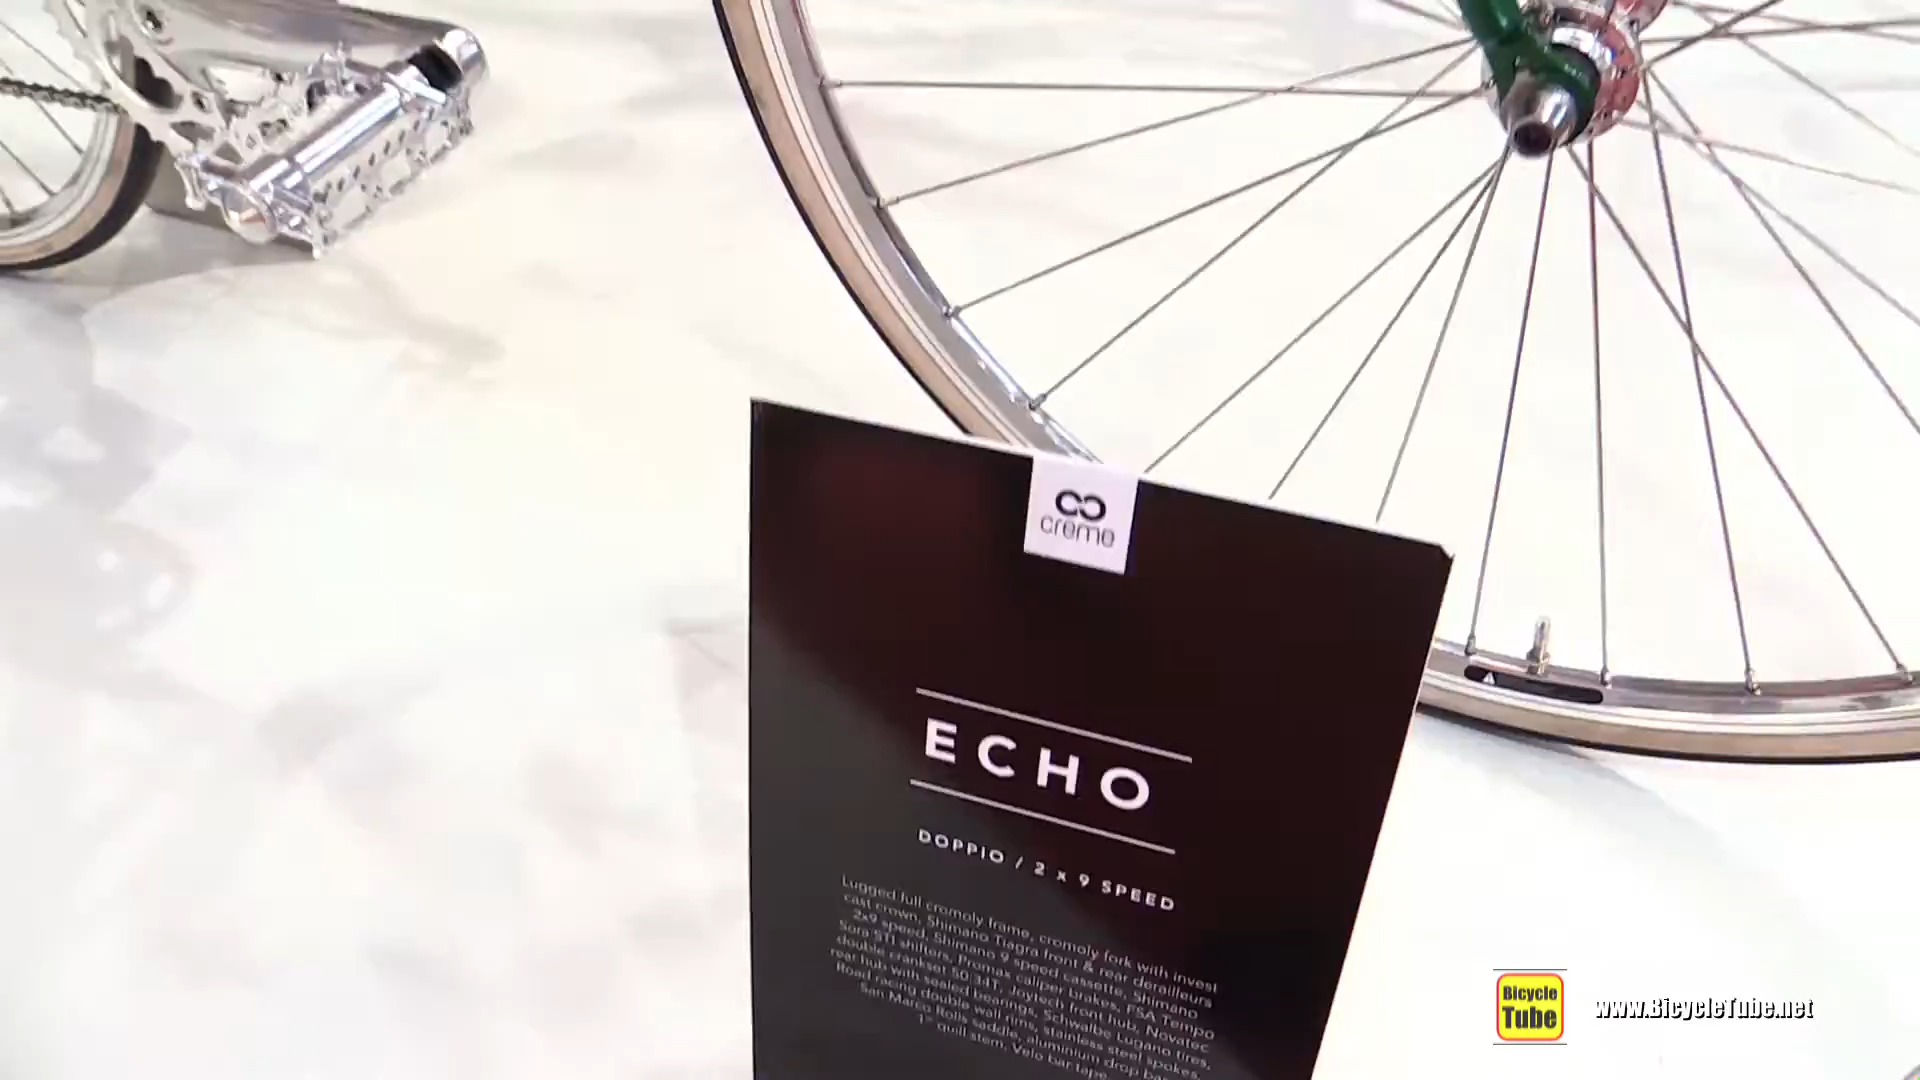 creme
ECHO
DOPPIO / 2 x 9 SPEED
Lugged full cromoly frame, cromoly fork with invest
cast crown, Shimano Tiagra front & rear derailleurs
2x9 speed, Shimano 9 speed cassette, Shimano
Sora STI shifters, Promax caliper brakes, FSA Tempo
double crankset 50-34T, Joytech front hub, Novatec
rear hub with sealed bearings, Schwalbe Lugano tires,
Road racing double wall rims, stainless steel spokes,
San Marco Rolls saddle, aluminium drop bar
1" quill stem, Velo bar tape.
Bicycle
Tube
www.BicycleTube.net